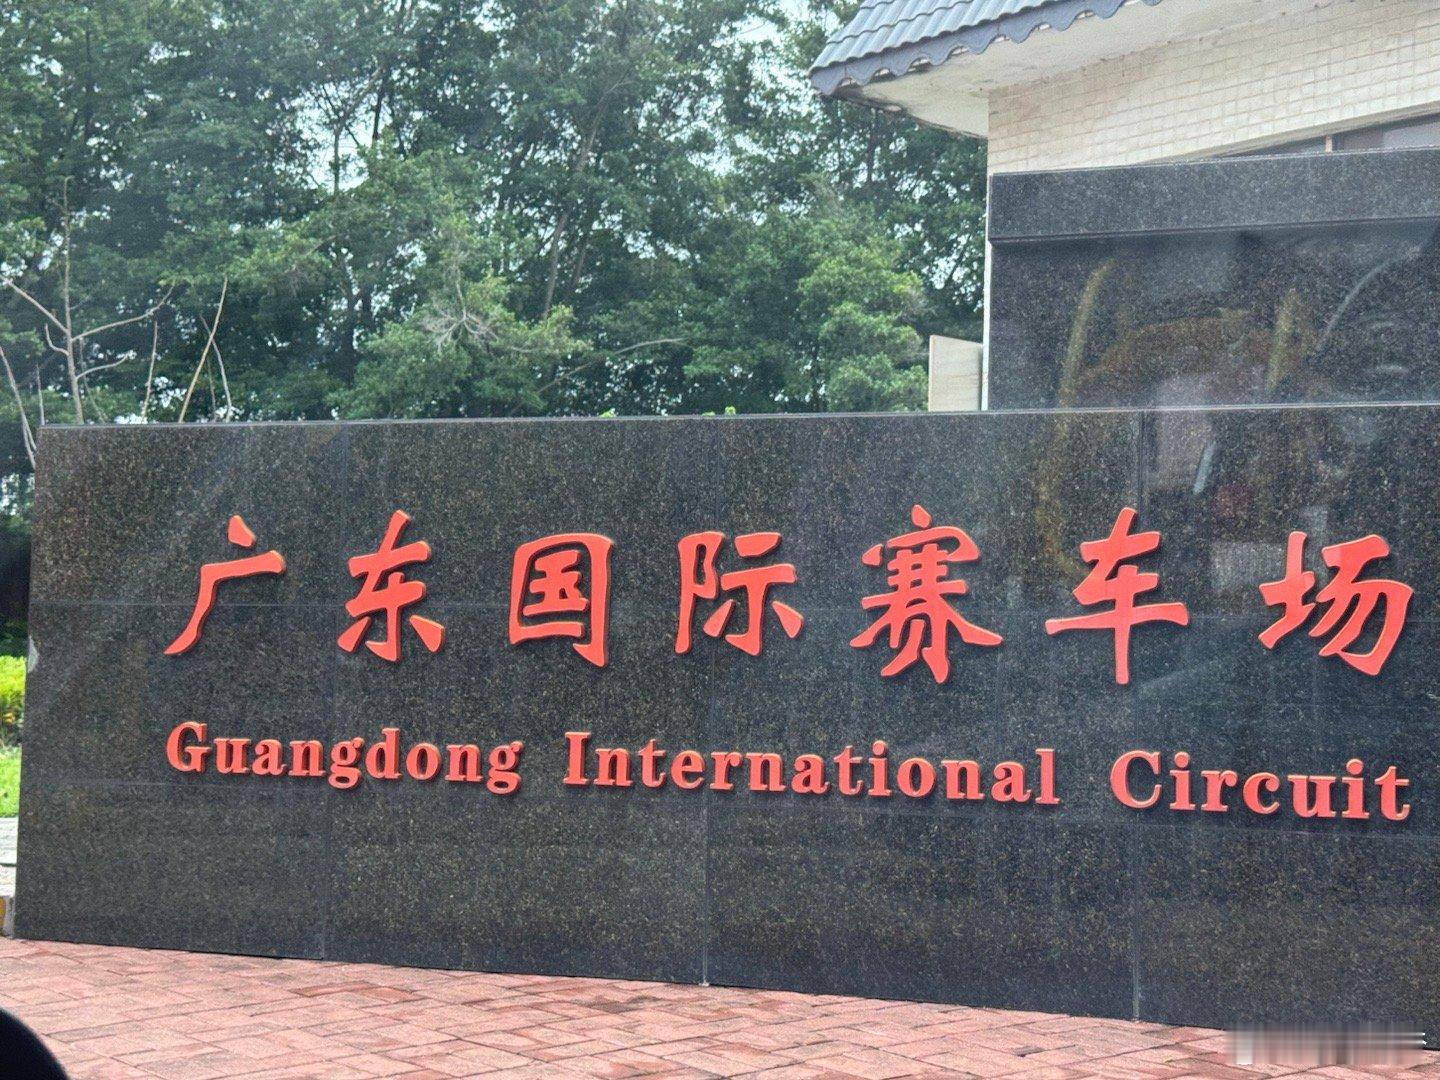 广东国际赛车场
Guangdong International Circuit